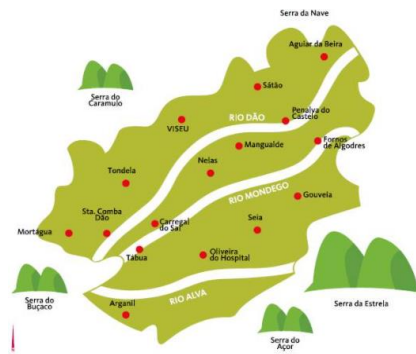 Serra da Nave
Aguiar da Beira
Serra do
Caramulo
Sátão
Penalva do
Castelo
VISEU
RIO DÃO
Fornos
de Algodres
Mangualde
Nelas
Tondela
RIO MONDEGO
Gouveia
Sta. Comba
Dão
Carregal
do Sal
Seia
Mortágua
Tábua
Oliveira
do Hospital
Serra do
Buçaco
RIO ALVA
Serra da Estrela
Arganil
Serra do
Açor